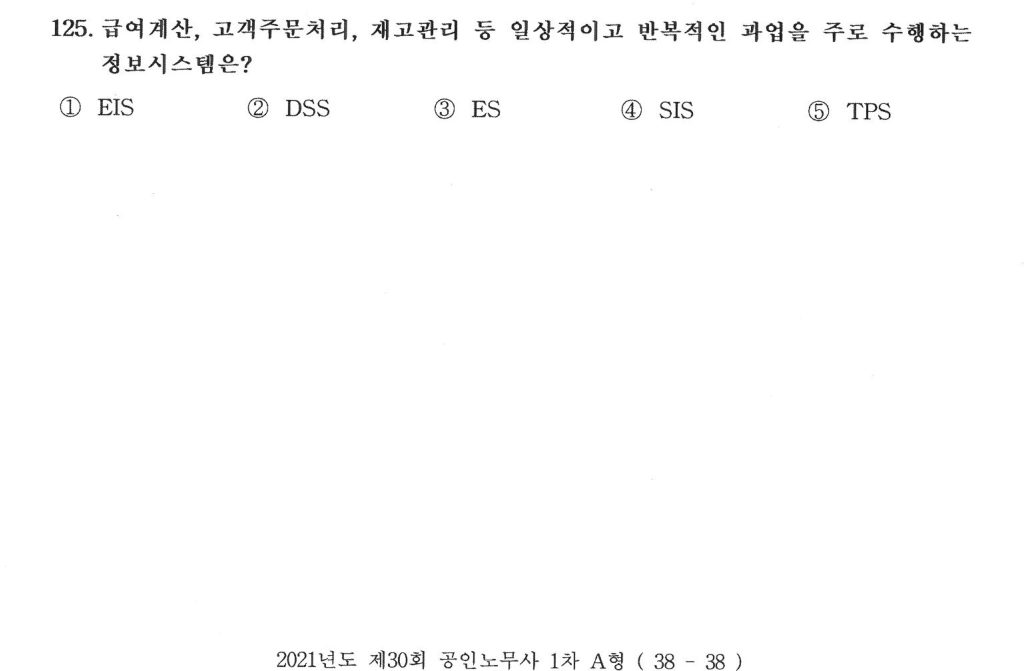 125. 급여계산, 고객주문처리, 재고관리 등 일상적이고 반복적인 과업을 주로 수행하는
정보시스템은?
① EIS ② DSS ③ ES ④ SIS ⑤ TPS
2021년도 제30회 공인노무사 1차 A형 ( 38 - 38 )